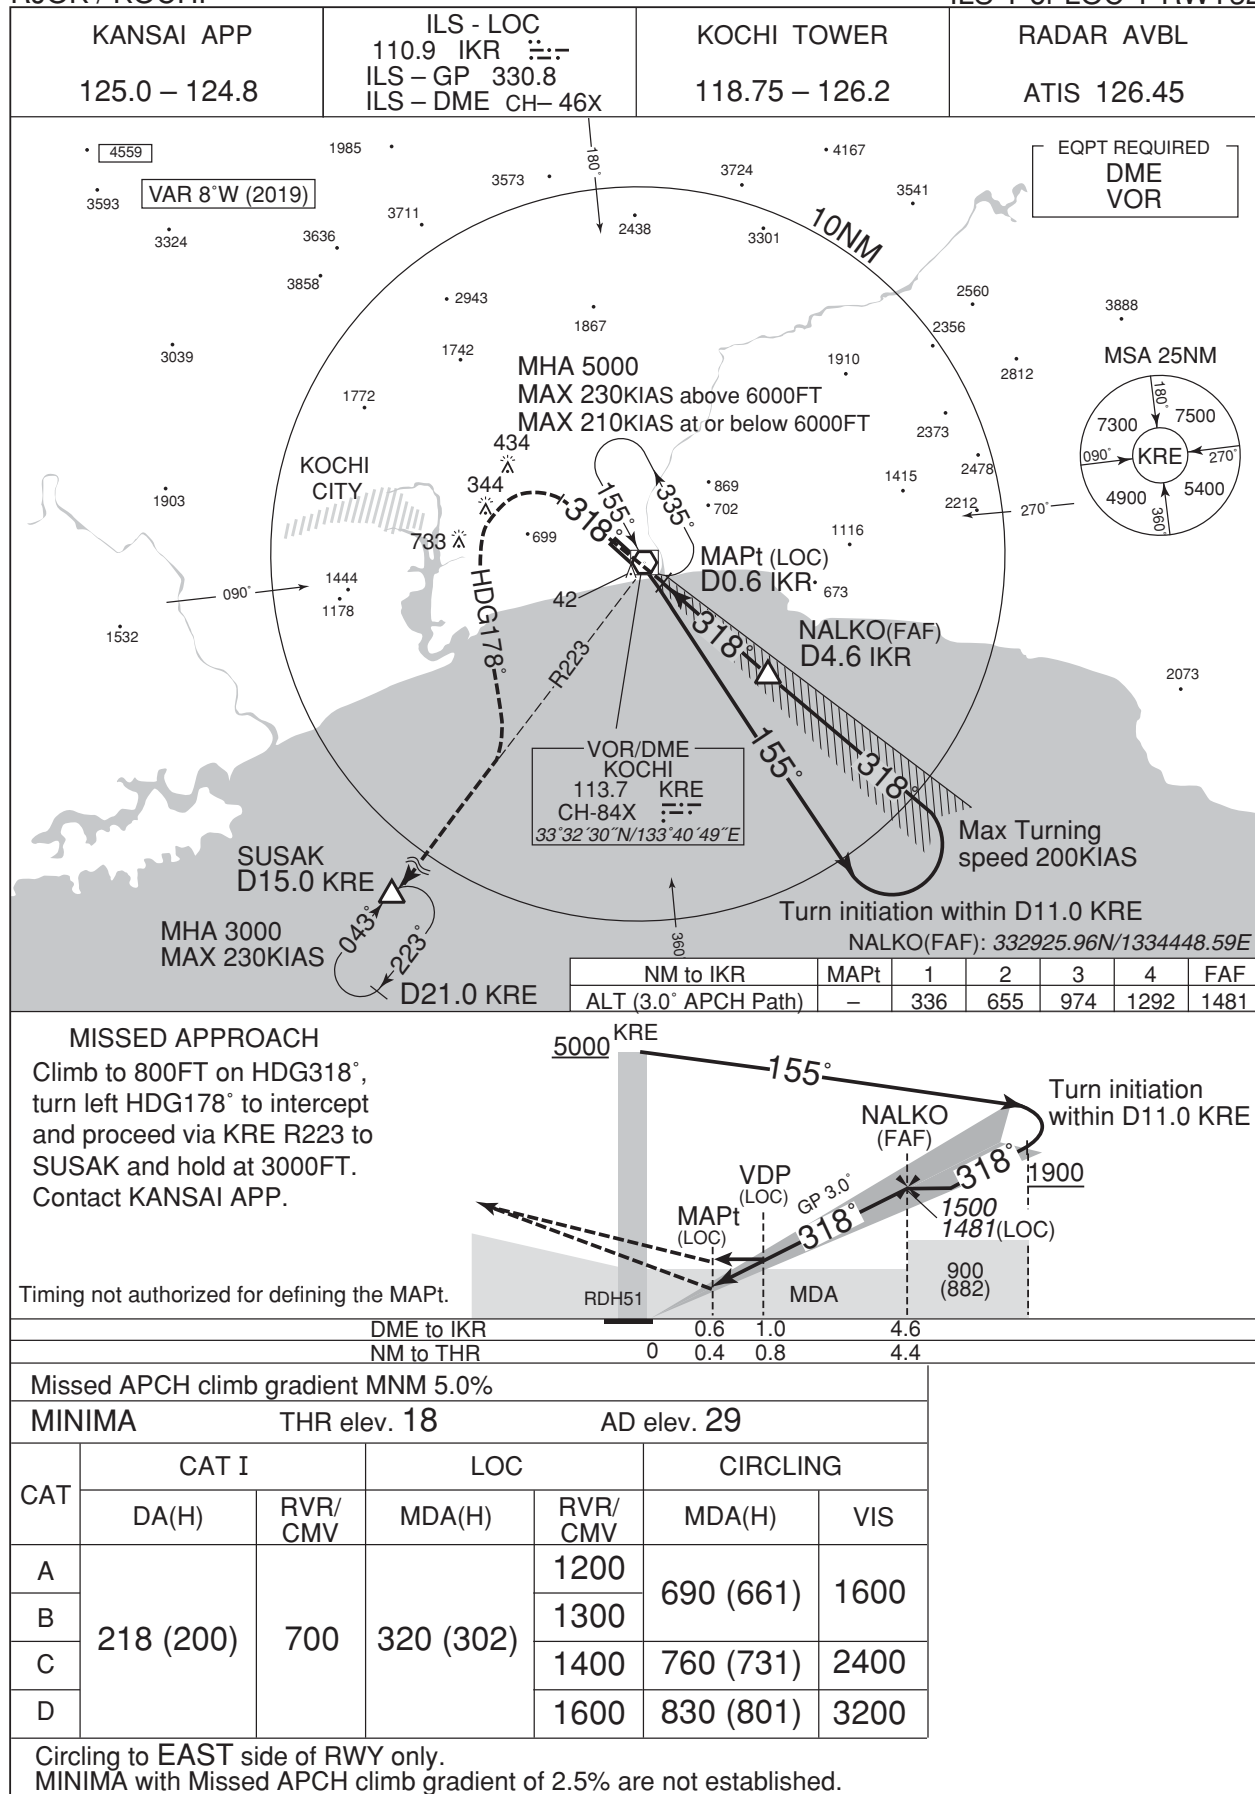 KANSAI APP
125.0 – 124.8
ILS - LOC
110.9 IKR
ILS – GP 330.8
ILS – DME CH– 46X
KOCHI TOWER
118.75 – 126.2
RADAR AVBL
ATIS 126.45
EQPT REQUIRED
DME
VOR
4559
VAR 8°W (2019)
1985
3593
3324
3573
3711
3636
3858
180°
2438
3724
4167
3541
3301
10NM
2943
1867
1742
3039
1772
2560
2356
3888
2812
1910
2373
MHA 5000
MAX 230KIAS above 6000FT
MAX 210KIAS at or below 6000FT
MSA 25NM
180°
7300
7500
090°
KRE
270°
4900
5400
360°
KOCHI
CITY
434
344
733
699
1903
869
702
1415
2478
2212
270°
1116
318°
155°
335°
MAPt (LOC)
D0.6 IKR
673
090°
1444
1178
1532
42
HDG178°
R223
318°
NALKO(FAF)
D4.6 IKR
2073
VOR/DME
KOCHI
113.7 KRE
CH-84X
33°32´30˝N/133°40´49˝E
155°
318°
Max Turning
speed 200KIAS
Turn initiation within D11.0 KRE
SUSAK
D15.0 KRE
MHA 3000
MAX 230KIAS
043°
223°
D21.0 KRE
360°
NALKO(FAF): 332925.96N/1334448.59E
NM to IKR MAPt 1 2 3 4 FAF
ALT (3.0° APCH Path) – 336 655 974 1292 1481
MISSED APPROACH
Climb to 800FT on HDG318°,
turn left HDG178° to intercept
and proceed via KRE R223 to
SUSAK and hold at 3000FT.
Contact KANSAI APP.
Timing not authorized for defining the MAPt.
5000
KRE
155°
Turn initiation
within D11.0 KRE
NALKO
(FAF)
VDP
(LOC)
MAPt
(LOC)
GP 3.0°
318°
318°
1900
1500
1481(LOC)
900
(882)
RDH51
MDA
DME to IKR 0.6 1.0 4.6
NM to THR 0 0.4 0.8 4.4
Missed APCH climb gradient MNM 5.0%
MINIMA THR elev. 18 AD elev. 29
CAT CAT I LOC CIRCLING
DA(H) RVR/CMV MDA(H) RVR/CMV MDA(H) VIS
A 218 (200) 700 320 (302) 1200 690 (661) 1600
B 1300
C 1400 760 (731) 2400
D 1600 830 (801) 3200
Circling to EAST side of RWY only.
MINIMA with Missed APCH climb gradient of 2.5% are not established.